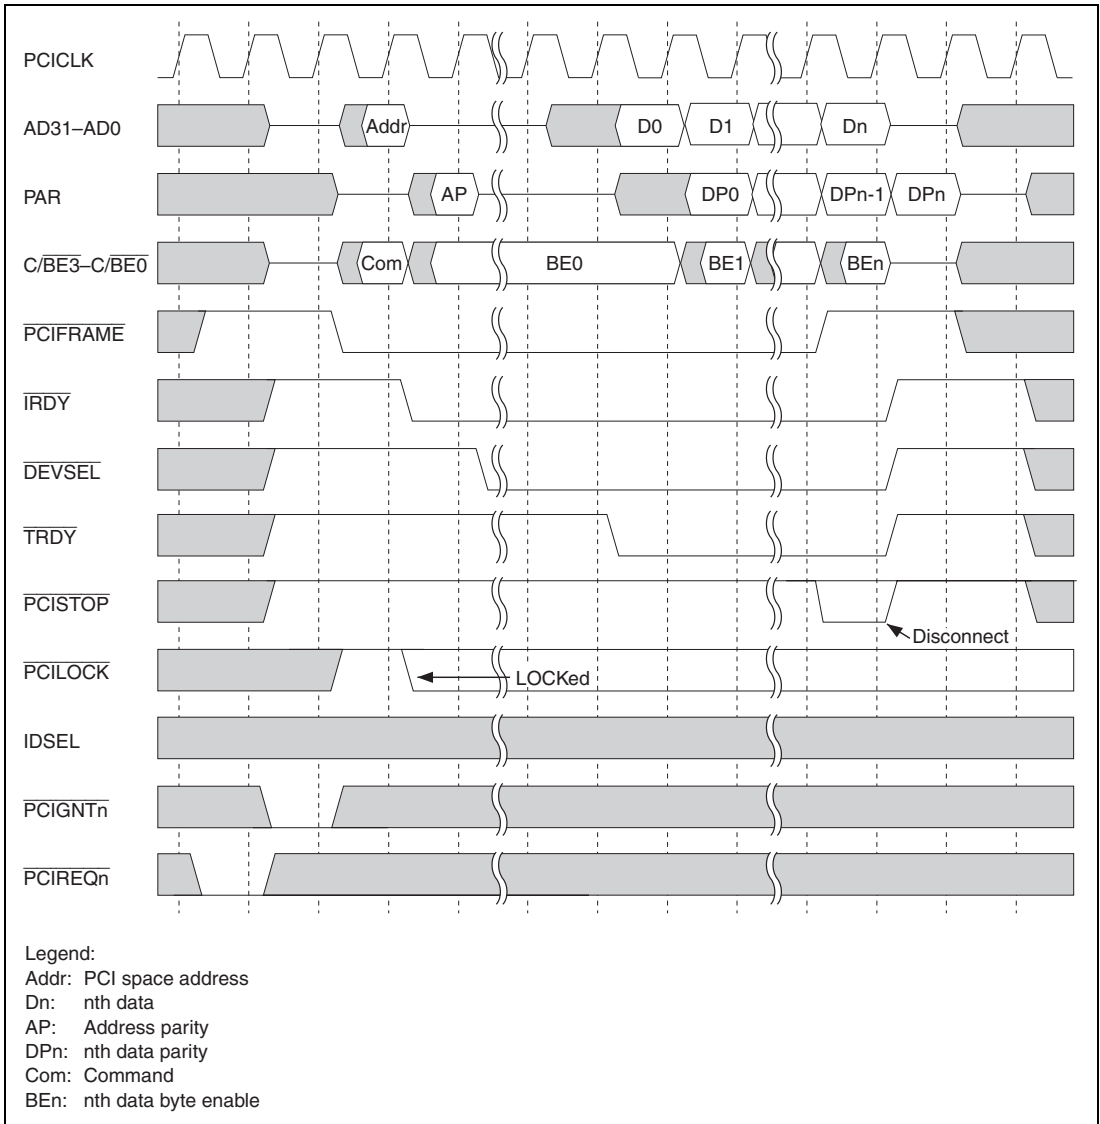 PCICLK
AD31–AD0 Addr D0 D1 Dn
PAR AP DP0 DPn-1 DPn
C/BE3–C/BE0 Com BE0 BE1 BEn
PCIFRAME
IRDY
DEVSEL
TRDY
PCISTOP
Disconnect
PCILOCK
LOCKed
IDSEL
PCIGNTn
PCIREQn
Legend:
Addr: PCI space address
Dn: nth data
AP: Address parity
DPn: nth data parity
Com: Command
BEn: nth data byte enable